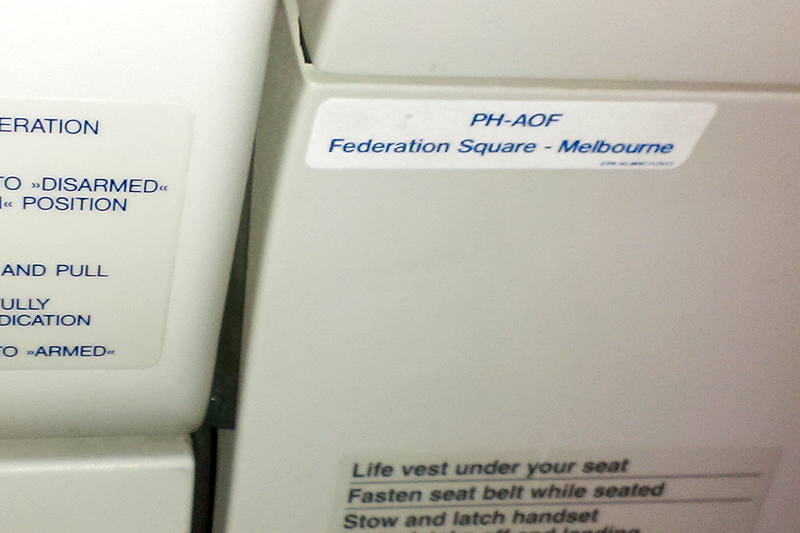 ERATION
TO »DISARMED«
« POSITION
AND PULL
ULLY
DICATION
TO »ARMED«
PH-AOF
Federation Square - Melbourne
Life vest under your seat
Fasten seat belt while seated
Stow and latch handset